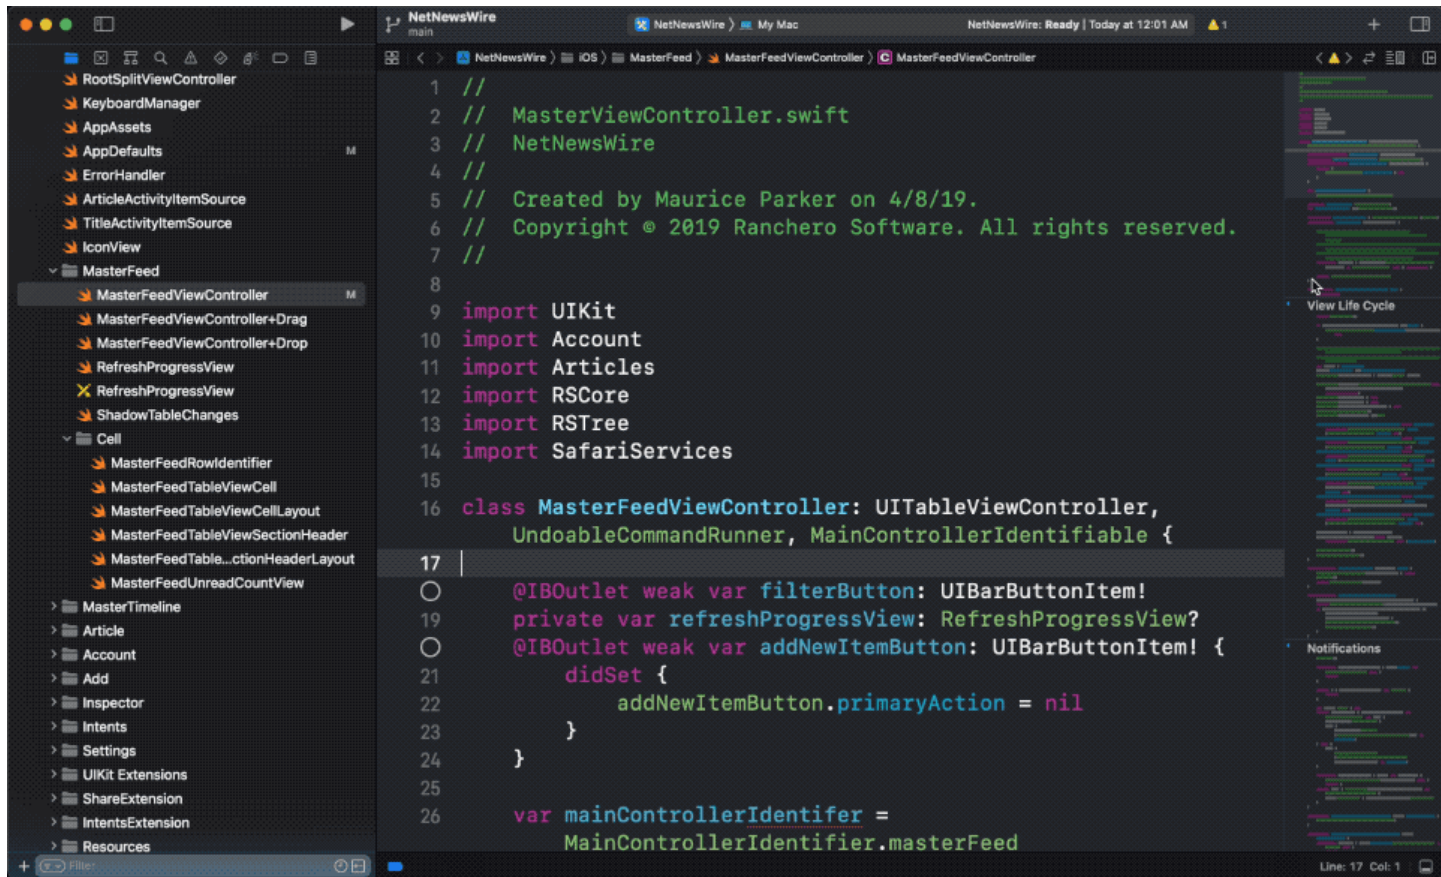 NetNewsWire
main
NetNewsWire 〉 My Mac
NetNewsWire: Ready | Today at 12:01 AM
1
RootSplitViewController
KeyboardManager
AppAssets
AppDefaults M
ErrorHandler
ArticleActivityItemSource
TitleActivityItemSource
IconView
MasterFeed
MasterFeedViewController M
MasterFeedViewController+Drag
MasterFeedViewController+Drop
RefreshProgressView
RefreshProgressView
ShadowTableChanges
Cell
MasterFeedRowIdentifier
MasterFeedTableViewCell
MasterFeedTableViewCellLayout
MasterFeedTableViewSectionHeader
MasterFeedTable...ctionHeaderLayout
MasterFeedUnreadCountView
MasterTimeline
Article
Account
Add
Inspector
Intents
Settings
UIKit Extensions
ShareExtension
IntentsExtension
Resources
Filter
NetNewsWire 〉 iOS 〉 MasterFeed 〉 MasterFeedViewController 〉 C MasterFeedViewController
1 //
2 // MasterViewController.swift
3 // NetNewsWire
4 //
5 // Created by Maurice Parker on 4/8/19.
6 // Copyright © 2019 Ranchero Software. All rights reserved.
7 //
8
9 import UIKit
10 import Account
11 import Articles
12 import RSCore
13 import RSTree
14 import SafariServices
15
16 class MasterFeedViewController: UITableViewController,
UndoableCommandRunner, MainControllerIdentifiable {
17
@IBOutlet weak var filterButton: UIBarButtonItem!
19 private var refreshProgressView: RefreshProgressView?
@IBOutlet weak var addNewItemButton: UIBarButtonItem! {
21 didSet {
22 addNewItemButton.primaryAction = nil
23 }
24 }
25
26 var mainControllerIdentifer =
MainControllerIdentifier.masterFeed
View Life Cycle
Notifications
Line: 17 Col: 1